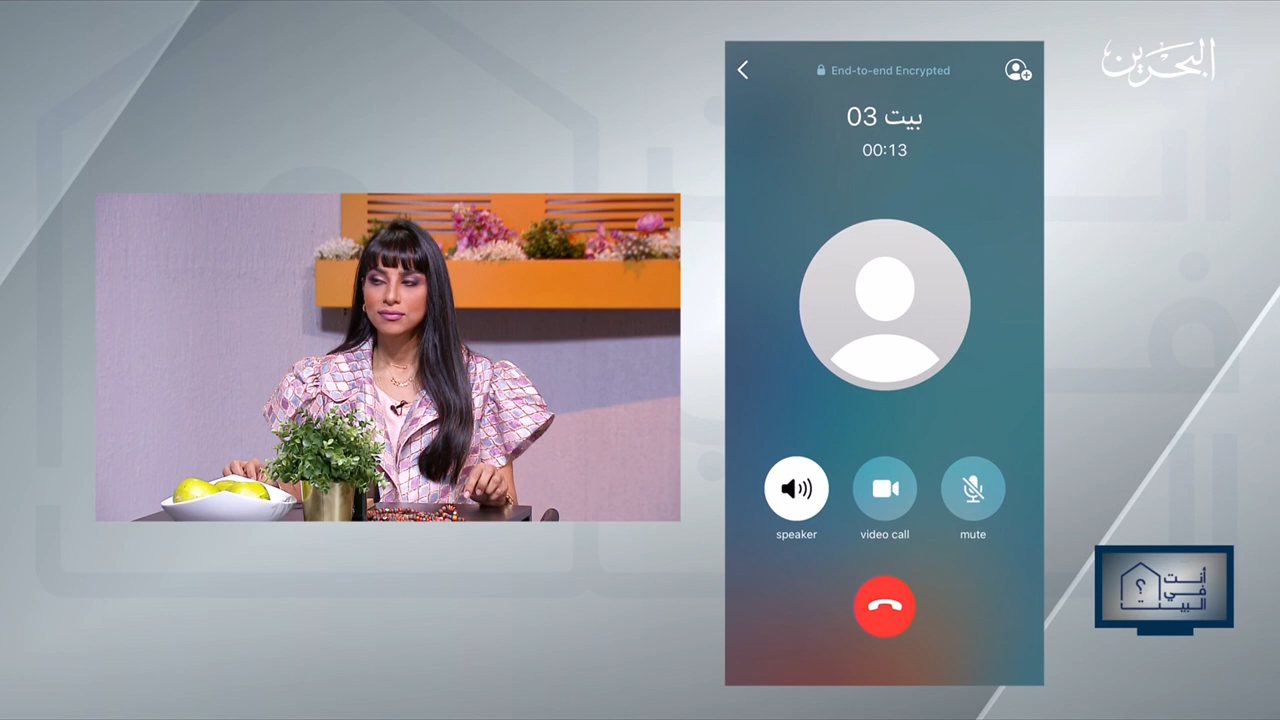 End-to-end Encrypted
بيت 03
00:13
speaker
video call
mute
البحرين
أنت
في
البيت
؟